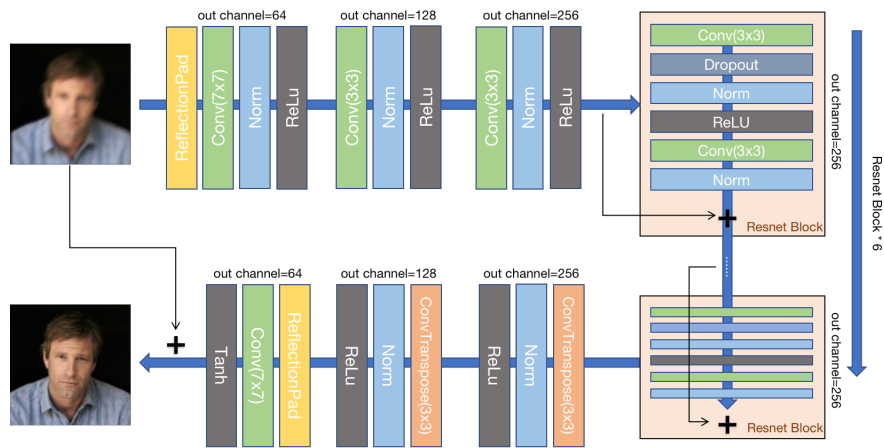 out channel=64
out channel=128
out channel=256
ReflectionPad
Conv(7x7)
Norm
ReLu
Conv(3x3)
Norm
ReLu
Conv(3x3)
Norm
ReLu
Conv(3x3)
Dropout
Norm
ReLU
Conv(3x3)
Norm
Resnet Block
out channel=256
Resnet Block * 6
out channel=64
out channel=128
out channel=256
Tanh
Conv(7x7)
ReflectionPad
ReLu
Norm
ConvTranspose(3x3)
ReLu
Norm
ConvTranspose(3x3)
out channel=256
Resnet Block